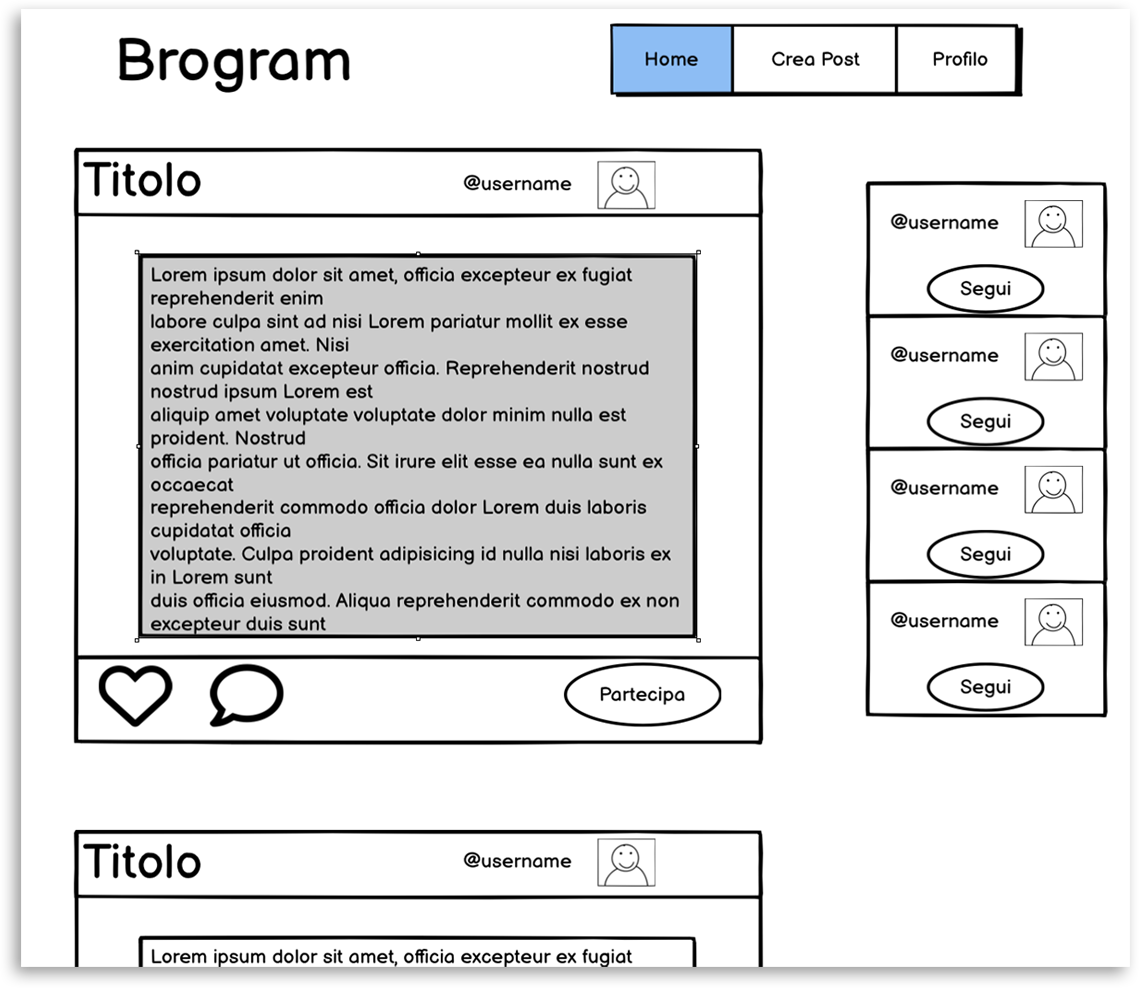 Brogram
Home
Crea Post
Profilo
Titolo
@username
Lorem ipsum dolor sit amet, officia excepteur ex fugiat
reprehenderit enim
labore culpa sint ad nisi Lorem pariatur mollit ex esse
exercitation amet. Nisi
anim cupidatat excepteur officia. Reprehenderit nostrud
nostrud ipsum Lorem est
aliquip amet voluptate voluptate dolor minim nulla est
proident. Nostrud
officia pariatur ut officia. Sit irure elit esse ea nulla sunt ex
occaecat
reprehenderit commodo officia dolor Lorem duis laboris
cupidatat officia
voluptate. Culpa proident adipisicing id nulla nisi laboris ex
in Lorem sunt
duis officia eiusmod. Aliqua reprehenderit commodo ex non
excepteur duis sunt
Partecipa
@username
Segui
@username
Segui
@username
Segui
@username
Segui
Titolo
@username
Lorem ipsum dolor sit amet, officia excepteur ex fugiat